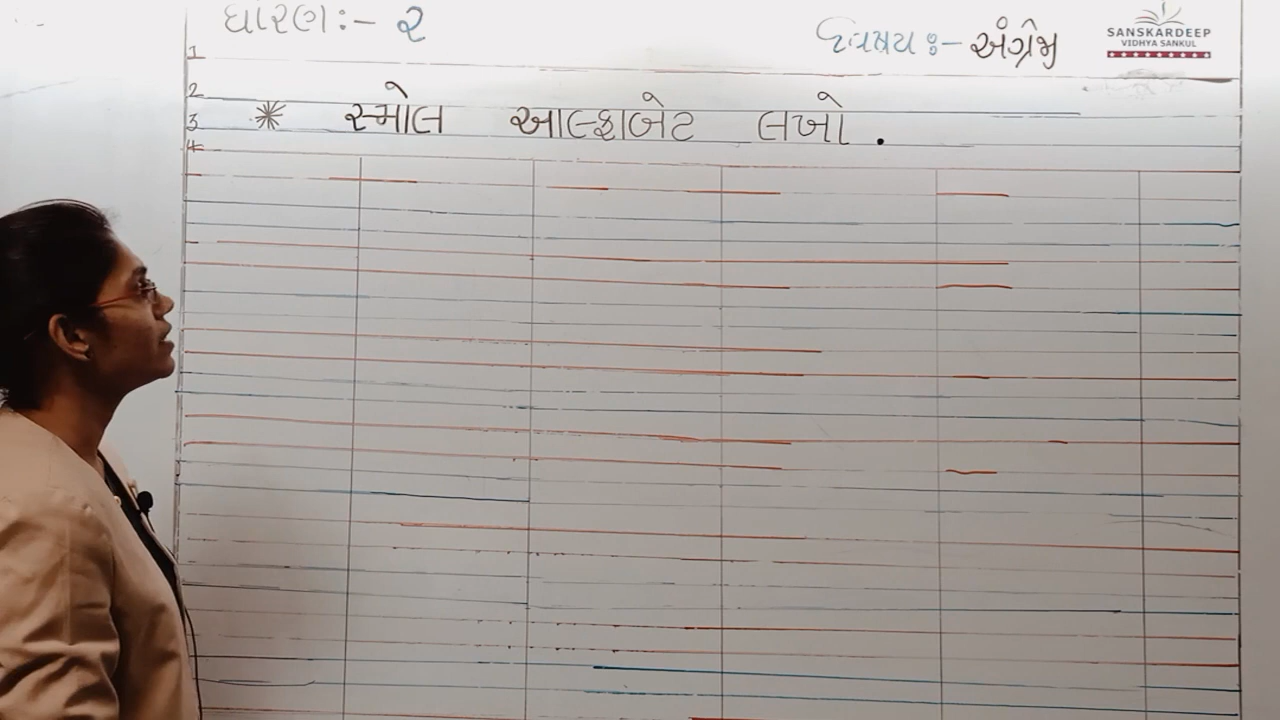 ધોરણ :- ૨
વિષય :- અંગ્રેજી
SANSKARDEEP
VIDHYA SANKUL
1
2
3
4
* સ્મોલ આલ્ફાબેટ લખો .